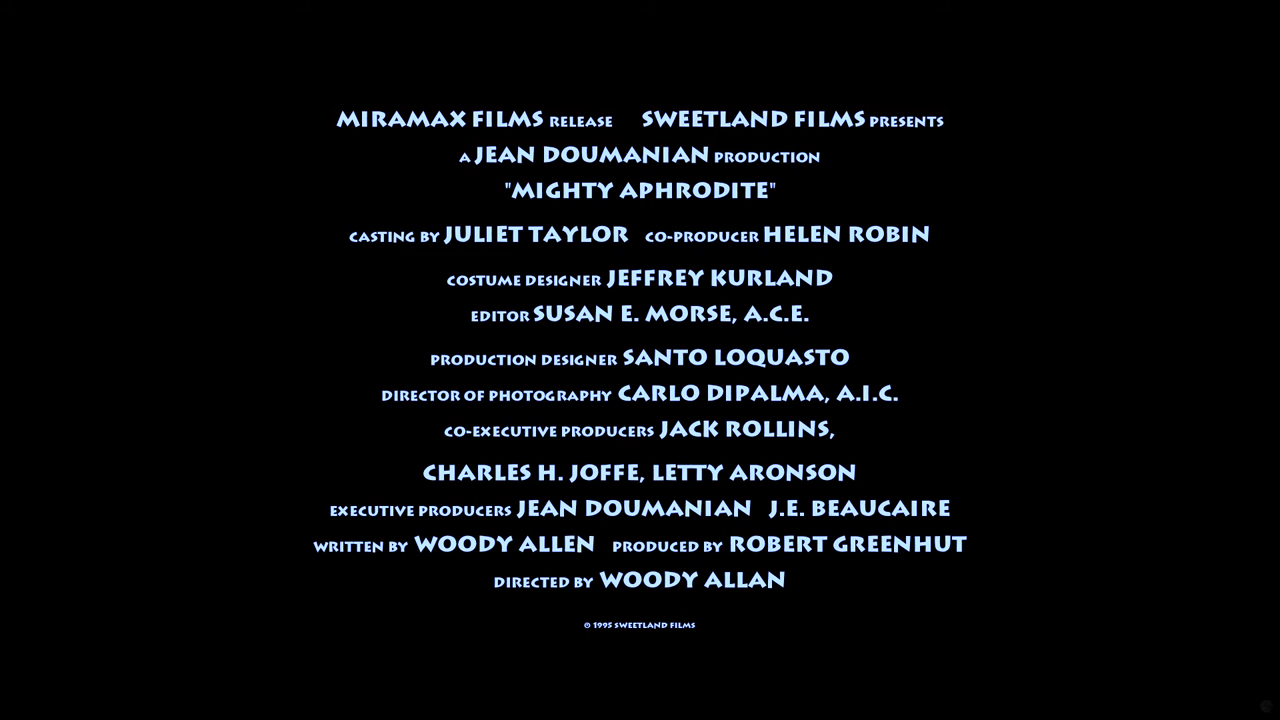 MIRAMAX FILMS RELEASE SWEETLAND FILMS PRESENTS
A JEAN DOUMANIAN PRODUCTION
"MIGHTY APHRODITE"
CASTING BY JULIET TAYLOR CO-PRODUCER HELEN ROBIN
COSTUME DESIGNER JEFFREY KURLAND
EDITOR SUSAN E. MORSE, A.C.E.
PRODUCTION DESIGNER SANTO LOQUASTO
DIRECTOR OF PHOTOGRAPHY CARLO DIPALMA, A.I.C.
CO-EXECUTIVE PRODUCERS JACK ROLLINS,
CHARLES H. JOFFE, LETTY ARONSON
EXECUTIVE PRODUCERS JEAN DOUMANIAN J.E. BEAUCAIRE
WRITTEN BY WOODY ALLEN PRODUCED BY ROBERT GREENHUT
DIRECTED BY WOODY ALLAN
© 1995 SWEETLAND FILMS